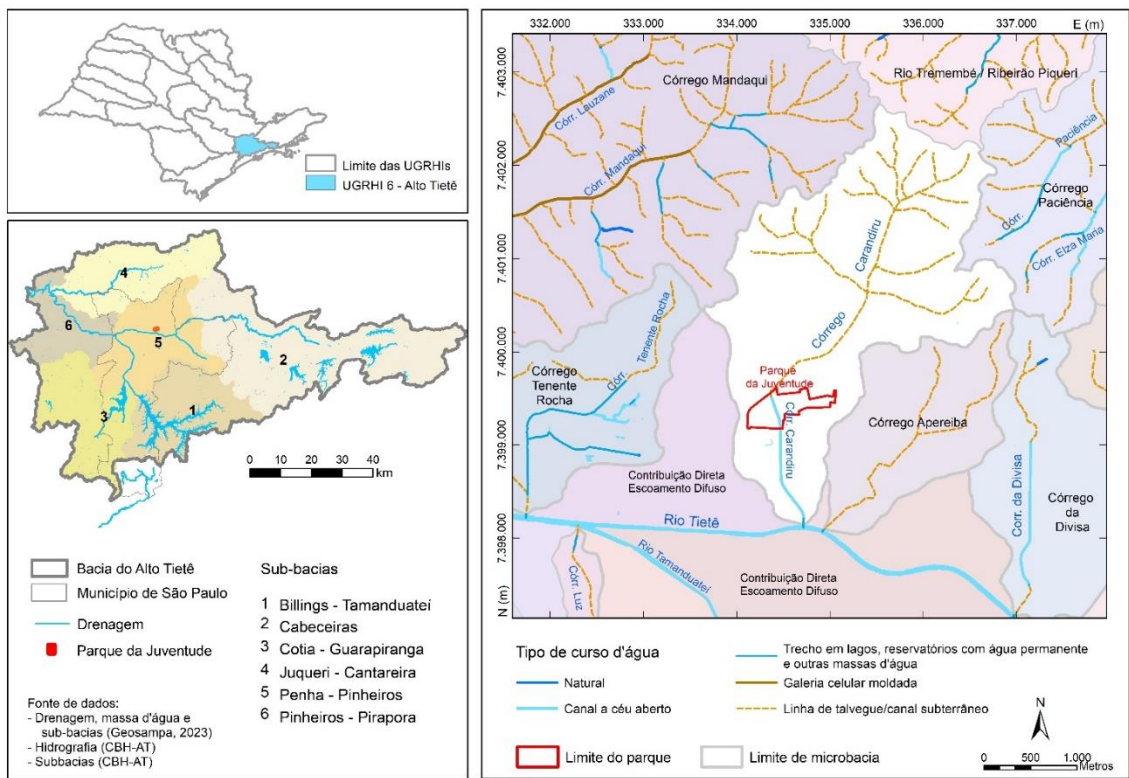 Limite das UGRHIs
UGRHI 6 - Alto Tietê
4
6
5
2
3
1
0 10 20 30 40
km
Bacia do Alto Tietê
Município de São Paulo
Drenagem
Parque da Juventude
Fonte de dados:
- Drenagem, massa d'água e
sub-bacias (Geosampa, 2023)
- Hidrografia (CBH-AT)
- Subbacias (CBH-AT)
Sub-bacias
1 Billings - Tamanduateí
2 Cabeceiras
3 Cotia - Guarapiranga
4 Juqueri - Cantareira
5 Penha - Pinheiros
6 Pinheiros - Pirapora
332.000 333.000 334.000 335.000 336.000 337.000 E (m)
7.403.000
7.402.000
7.401.000
7.400.000
7.399.000
7.398.000
N (m)
Córrego Mandaqui
Rio Tremembé / Ribeirão Piqueri
Córr. Lauzane
Córr. Mandaqui
Paciência
Córrego
Paciência
Córr.
Córr. Elza Maria
Carandiru
Córrego
Tenente Rocha
Córr.
Córrego
Tenente
Rocha
Parque
da Juventude
Córr. Carandiru
Córrego Apereiba
Contribuição Direta
Escoamento Difuso
Corr. da Divisa
Córrego
da
Divisa
Rio Tietê
Rio Tamanduateí
Córr. Luz
Contribuição Direta
Escoamento Difuso
Tipo de curso d'água
Natural
Canal a céu aberto
Trecho em lagos, reservatórios com água permanente
e outras massas d'água
Galeria celular moldada
Linha de talvegue/canal subterrâneo
Limite do parque
Limite de microbacia
N
0 500 1.000
Metros